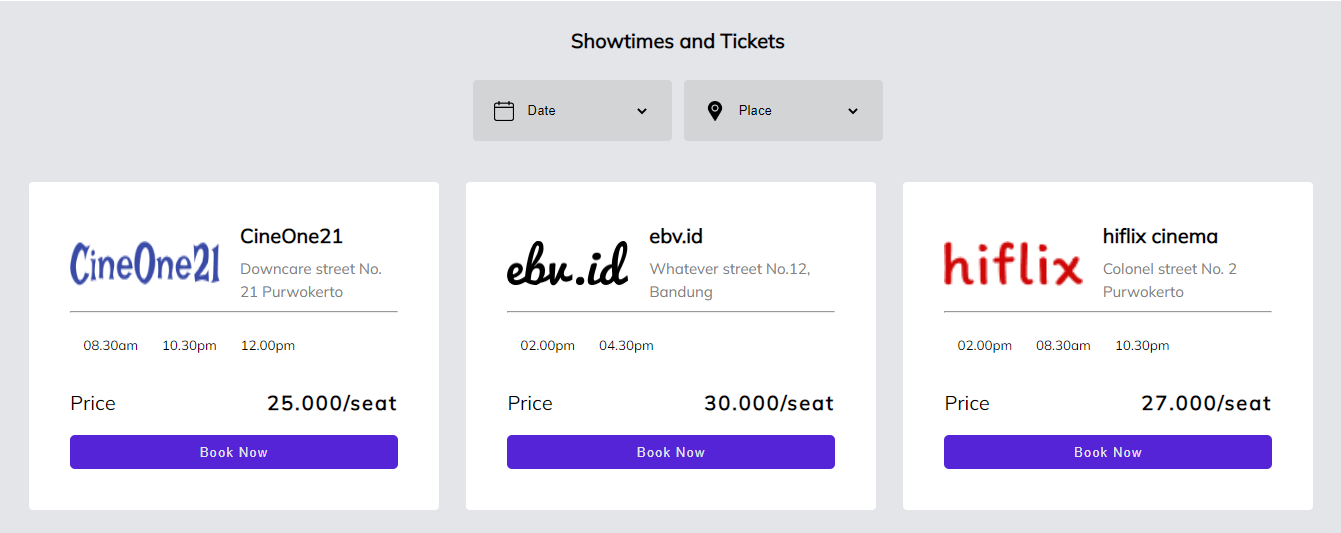 Showtimes and Tickets
Date
Place
CineOne21
CineOne21
Downcare street No.
21 Purwokerto
08.30am 10.30pm 12.00pm
Price 25.000/seat
Book Now
ebv.id
ebv.id
Whatever street No.12,
Bandung
02.00pm 04.30pm
Price 30.000/seat
Book Now
hiflix
hiflix cinema
Colonel street No. 2
Purwokerto
02.00pm 08.30am 10.30pm
Price 27.000/seat
Book Now